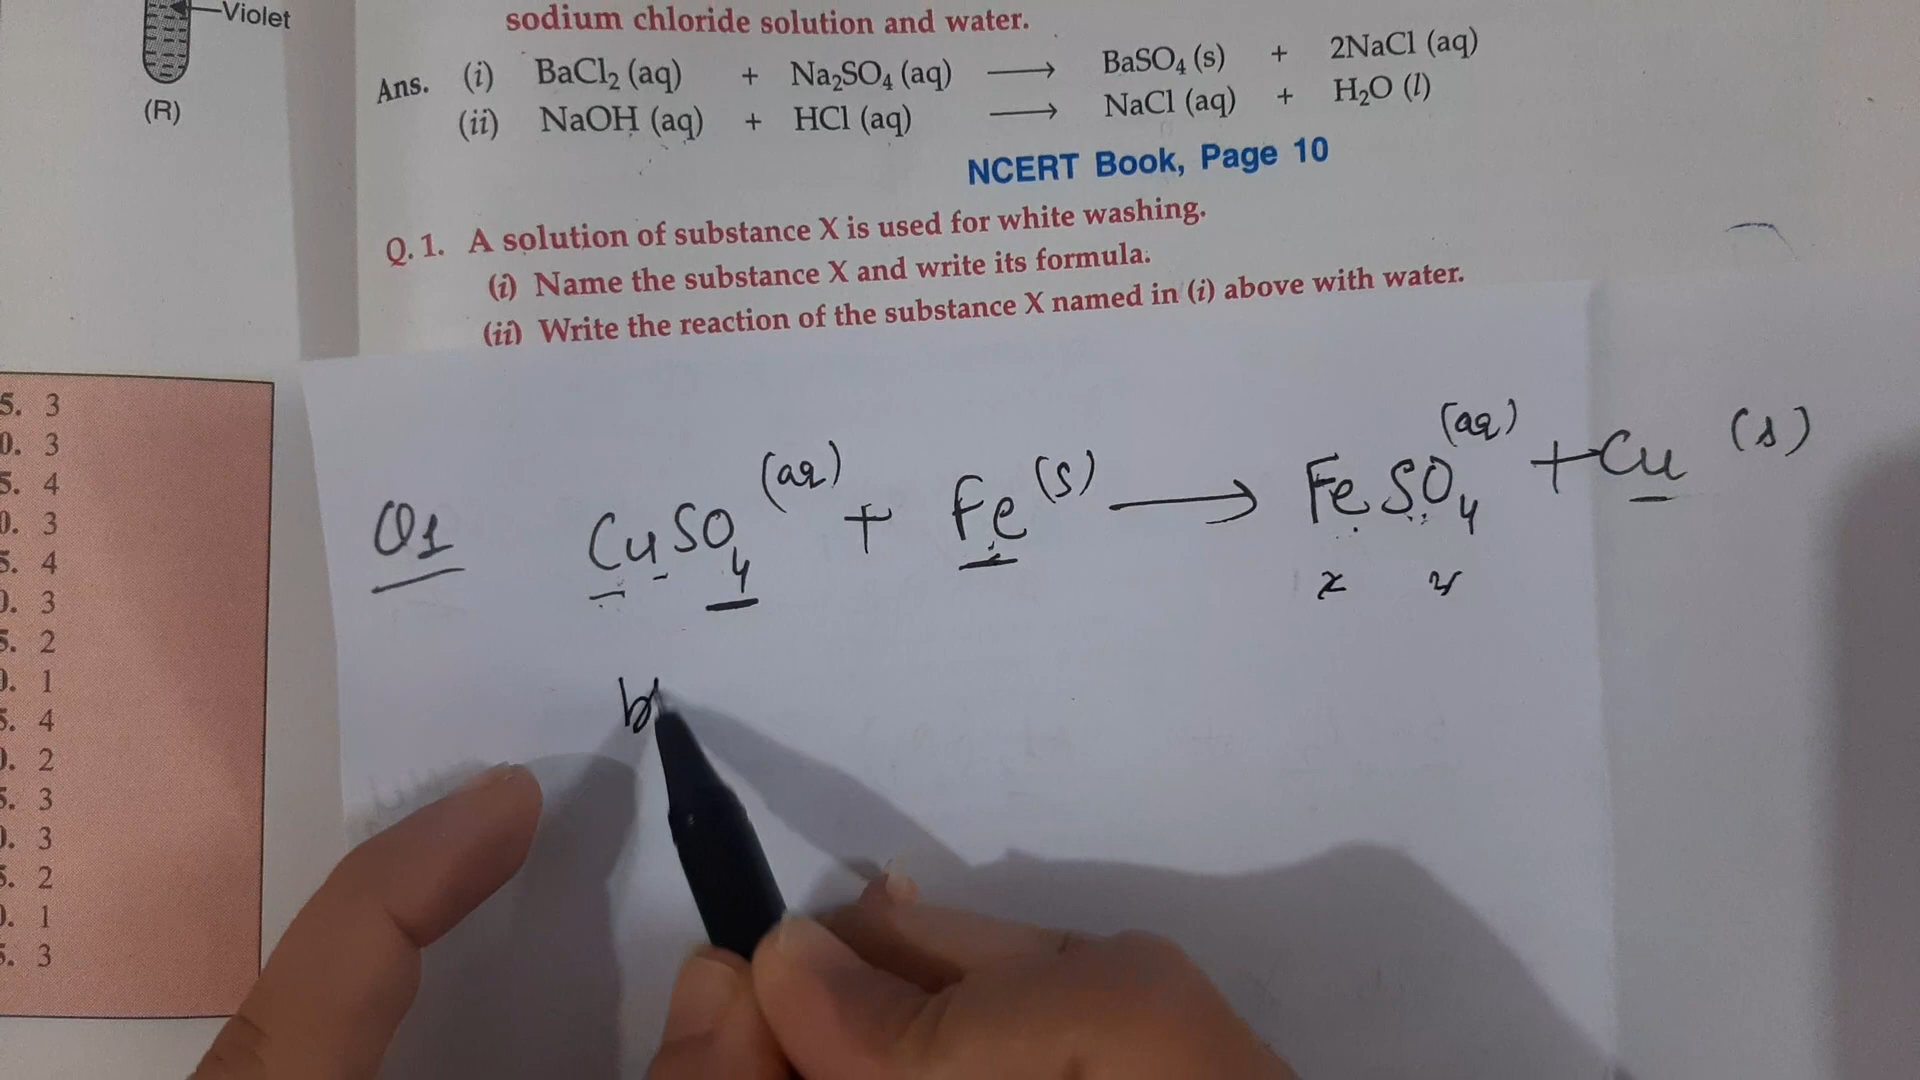 Violet
(R)
sodium chloride solution and water.
Ans. (i) BaCl₂ (aq) + Na₂SO₄ (aq) ⟶ BaSO₄ (s) + 2NaCl (aq)
(ii) NaOH (aq) + HCl (aq) ⟶ NaCl (aq) + H₂O (l)
NCERT Book, Page 10
Q. 1. A solution of substance X is used for white washing.
(i) Name the substance X and write its formula.
(ii) Write the reaction of the substance X named in (i) above with water.
5. 3
0. 3
5. 4
0. 3
5. 4
0. 3
5. 2
0. 1
5. 4
0. 2
5. 3
0. 3
5. 2
0. 1
5. 3
Q1 CuSO₄ (aq) + Fe (s) ⟶ FeSO₄ (aq) + Cu (s)